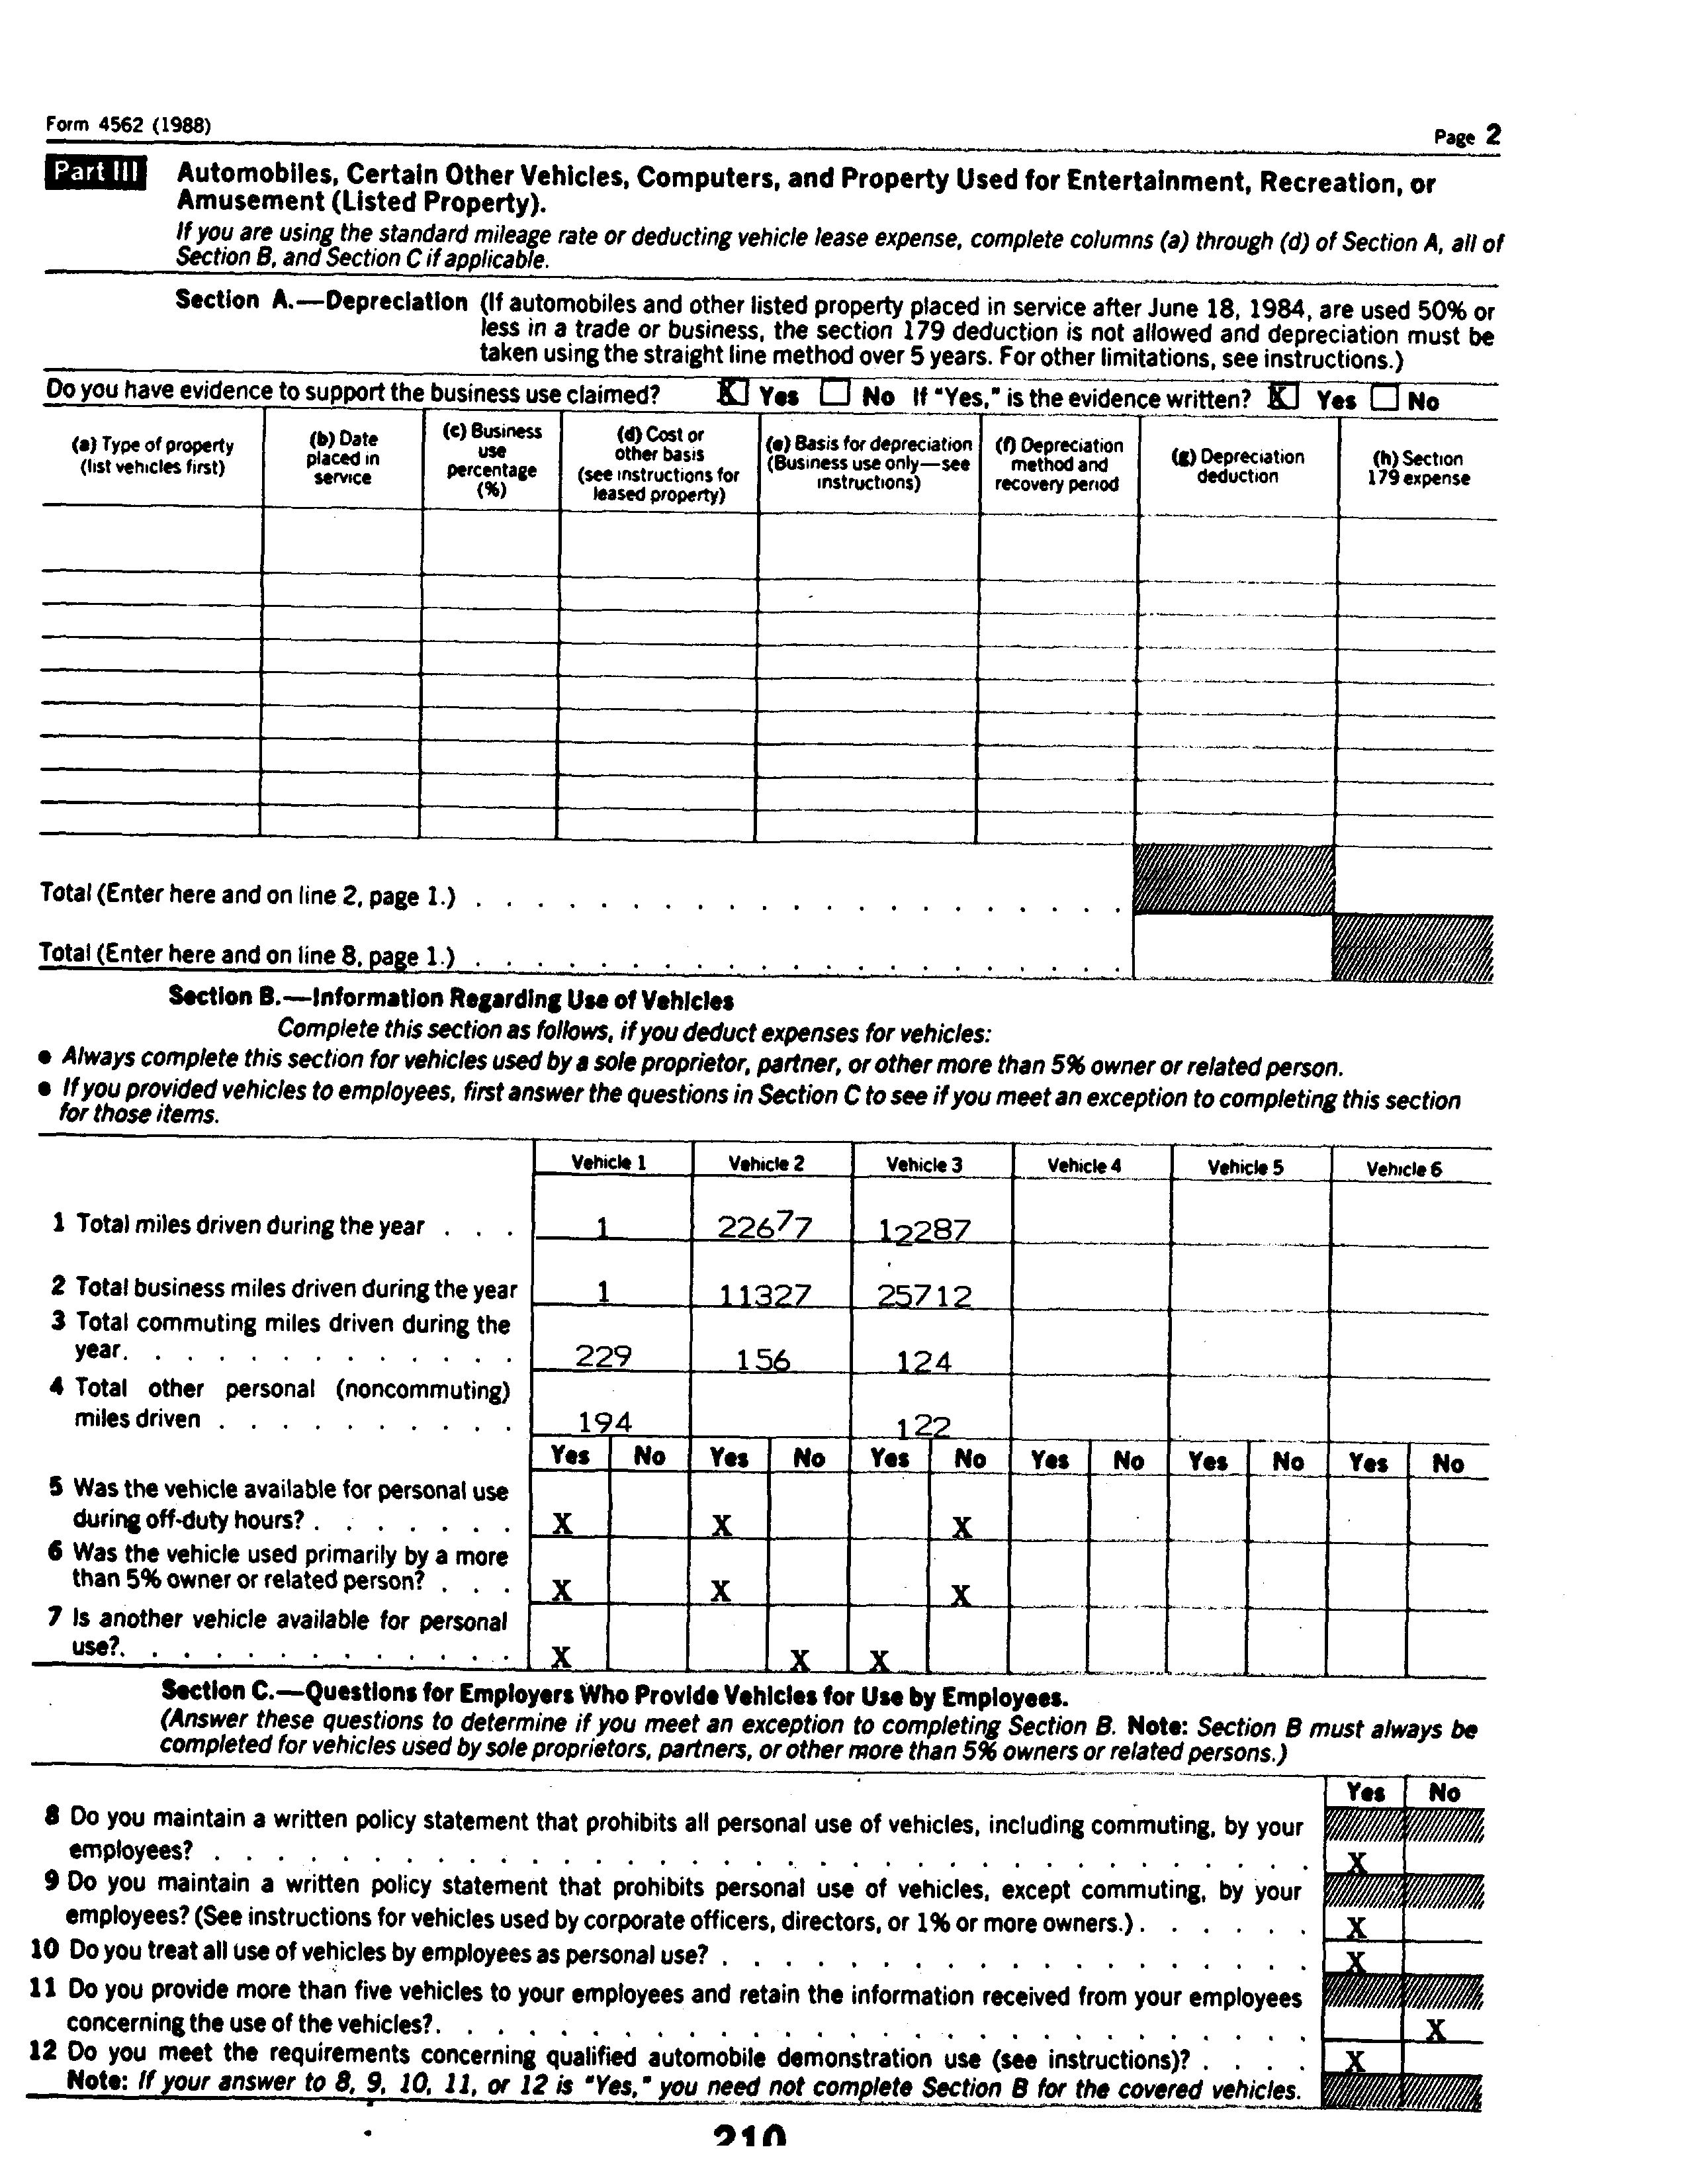 Form 4562 (1988)
Page 2
Part III Automobiles, Certain Other Vehicles, Computers, and Property Used for Entertainment, Recreation, or
Amusement (Listed Property).
If you are using the standard mileage rate or deducting vehicle lease expense, complete columns (a) through (d) of Section A, all of
Section B, and Section C if applicable.
Section A.—Depreciation (If automobiles and other listed property placed in service after June 18, 1984, are used 50% or
less in a trade or business, the section 179 deduction is not allowed and depreciation must be
taken using the straight line method over 5 years. For other limitations, see instructions.)
Do you have evidence to support the business use claimed? X Yes No If "Yes," is the evidence written? X Yes No
(a) Type of property
(list vehicles first)
(b) Date
placed in
service
(c) Business
use
percentage
(%)
(d) Cost or
other basis
(see instructions for
leased property)
(e) Basis for depreciation
(Business use only—see
instructions)
(f) Depreciation
method and
recovery period
(g) Depreciation
deduction
(h) Section
179 expense
Total (Enter here and on line 2, page 1.) . . . . . . . . . . . . . . . . . . . . .
Total (Enter here and on line 8, page 1.) . . . . . . . . . . . . . . . . . . . . .
Section B.—Information Regarding Use of Vehicles
Complete this section as follows, if you deduct expenses for vehicles:
● Always complete this section for vehicles used by a sole proprietor, partner, or other more than 5% owner or related person.
● If you provided vehicles to employees, first answer the questions in Section C to see if you meet an exception to completing this section
for those items.
Vehicle 1 Vehicle 2 Vehicle 3 Vehicle 4 Vehicle 5 Vehicle 6
1 Total miles driven during the year . . . 1 22677 12287
2 Total business miles driven during the year 1 11327 25712
3 Total commuting miles driven during the
year. . . . . . . . . . . . . 229 156 124
4 Total other personal (noncommuting)
miles driven . . . . . . . . . . 194 122
Yes No Yes No Yes No Yes No Yes No Yes No
5 Was the vehicle available for personal use
during off-duty hours? . . . . . . . X X X
6 Was the vehicle used primarily by a more
than 5% owner or related person? . . . X X X
7 Is another vehicle available for personal
use?. . . . . . . . . . . . . X X X
Section C.—Questions for Employers Who Provide Vehicles for Use by Employees.
(Answer these questions to determine if you meet an exception to completing Section B. Note: Section B must always be
completed for vehicles used by sole proprietors, partners, or other more than 5% owners or related persons.)
Yes No
8 Do you maintain a written policy statement that prohibits all personal use of vehicles, including commuting, by your
employees? . . . . . . . . . . . . . . . . . . . . . . . . . . . . . . . . . . . X
9 Do you maintain a written policy statement that prohibits personal use of vehicles, except commuting, by your
employees? (See instructions for vehicles used by corporate officers, directors, or 1% or more owners.) . . . . . . X
10 Do you treat all use of vehicles by employees as personal use? . . . . . . . . . . . . . . . . . . . X
11 Do you provide more than five vehicles to your employees and retain the information received from your employees
concerning the use of the vehicles?. . . . . . . . . . . . . . . . . . . . . . . . . . . . X
12 Do you meet the requirements concerning qualified automobile demonstration use (see instructions)? . . . . X
Note: If your answer to 8, 9, 10, 11, or 12 is "Yes," you need not complete Section B for the covered vehicles.
210